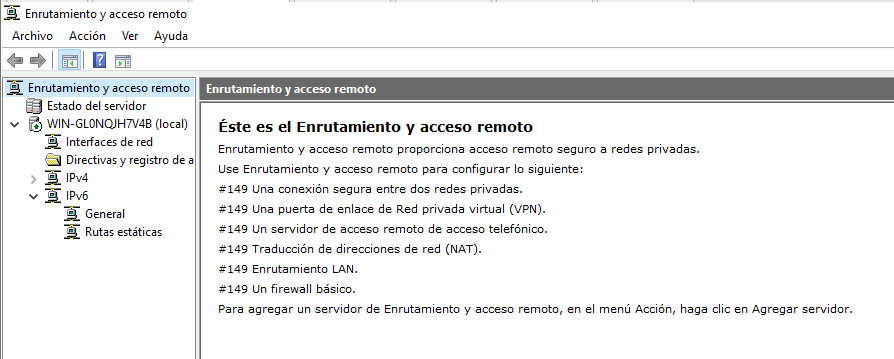 Enrutamiento y acceso remoto
Archivo Acción Ver Ayuda
Enrutamiento y acceso remoto
Estado del servidor
WIN-GL0NQJH7V4B (local)
Interfaces de red
Directivas y registro de a
IPv4
IPv6
General
Rutas estáticas
Enrutamiento y acceso remoto
Éste es el Enrutamiento y acceso remoto
Enrutamiento y acceso remoto proporciona acceso remoto seguro a redes privadas.
Use Enrutamiento y acceso remoto para configurar lo siguiente:
#149 Una conexión segura entre dos redes privadas.
#149 Una puerta de enlace de Red privada virtual (VPN).
#149 Un servidor de acceso remoto de acceso telefónico.
#149 Traducción de direcciones de red (NAT).
#149 Enrutamiento LAN.
#149 Un firewall básico.
Para agregar un servidor de Enrutamiento y acceso remoto, en el menú Acción, haga clic en Agregar servidor.